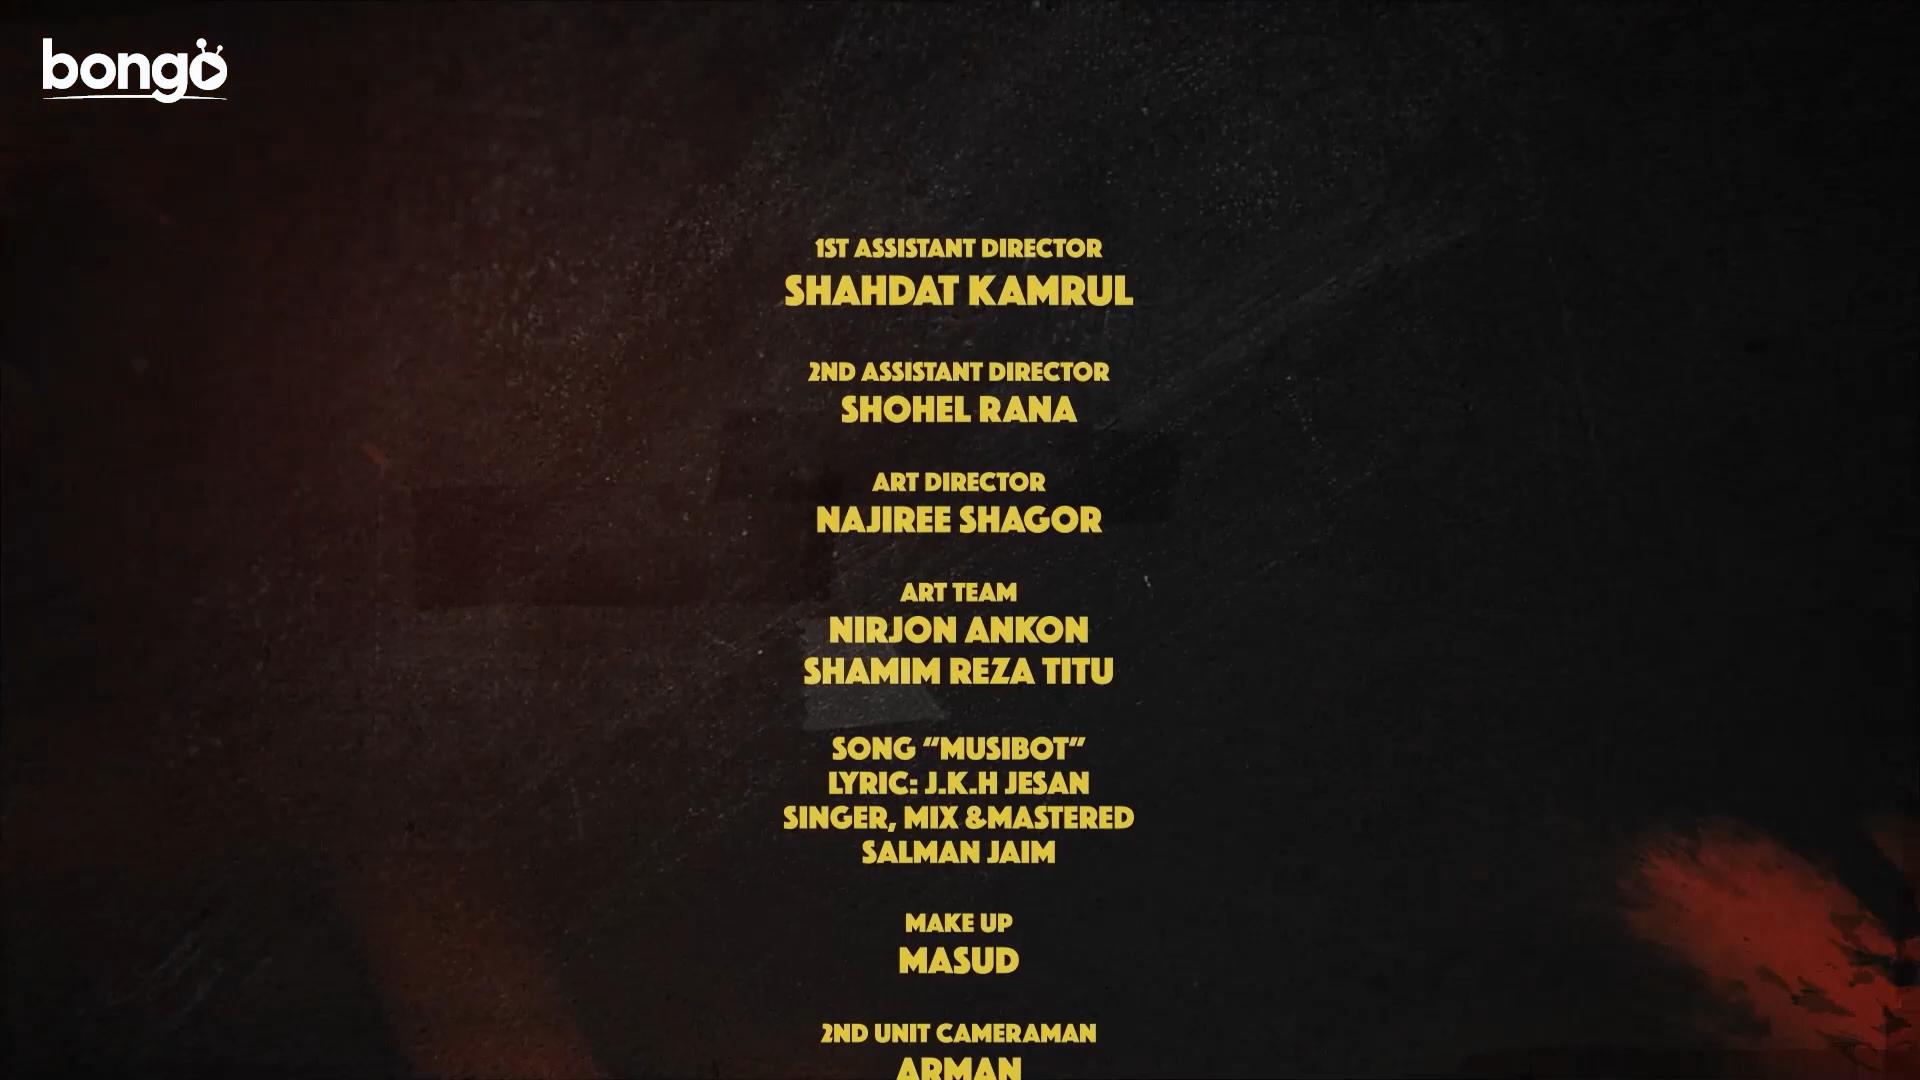 bongo
1ST ASSISTANT DIRECTOR
SHAHDAT KAMRUL
2ND ASSISTANT DIRECTOR
SHOHEL RANA
ART DIRECTOR
NAJIREE SHAGOR
ART TEAM
NIRJON ANKON
SHAMIM REZA TITU
SONG “MUSIBOT”
LYRIC: J.K.H JESAN
SINGER, MIX &MASTERED
SALMAN JAIM
MAKE UP
MASUD
2ND UNIT CAMERAMAN
ARMAN